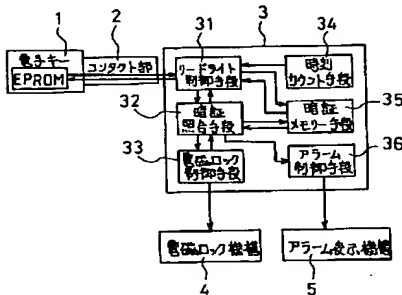 1
2
3
電子キー
EPROM
コンタクト部
31
リードライト
制御手段
34
時刻
カウント手段
32
暗証
照合手段
35
暗証
メモリー手段
33
電磁ロック
制御手段
36
アラーム
制御手段
電磁ロック機構
4
アラーム表示機構
5